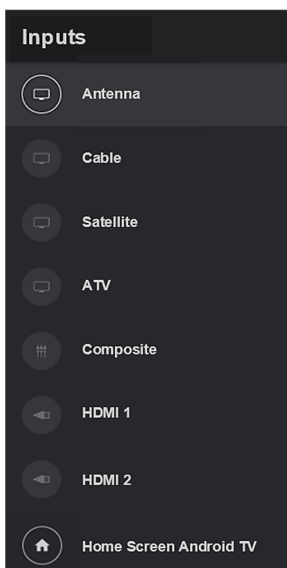 Inputs
Antenna
Cable
Satellite
ATV
Composite
HDMI 1
HDMI 2
Home Screen Android TV